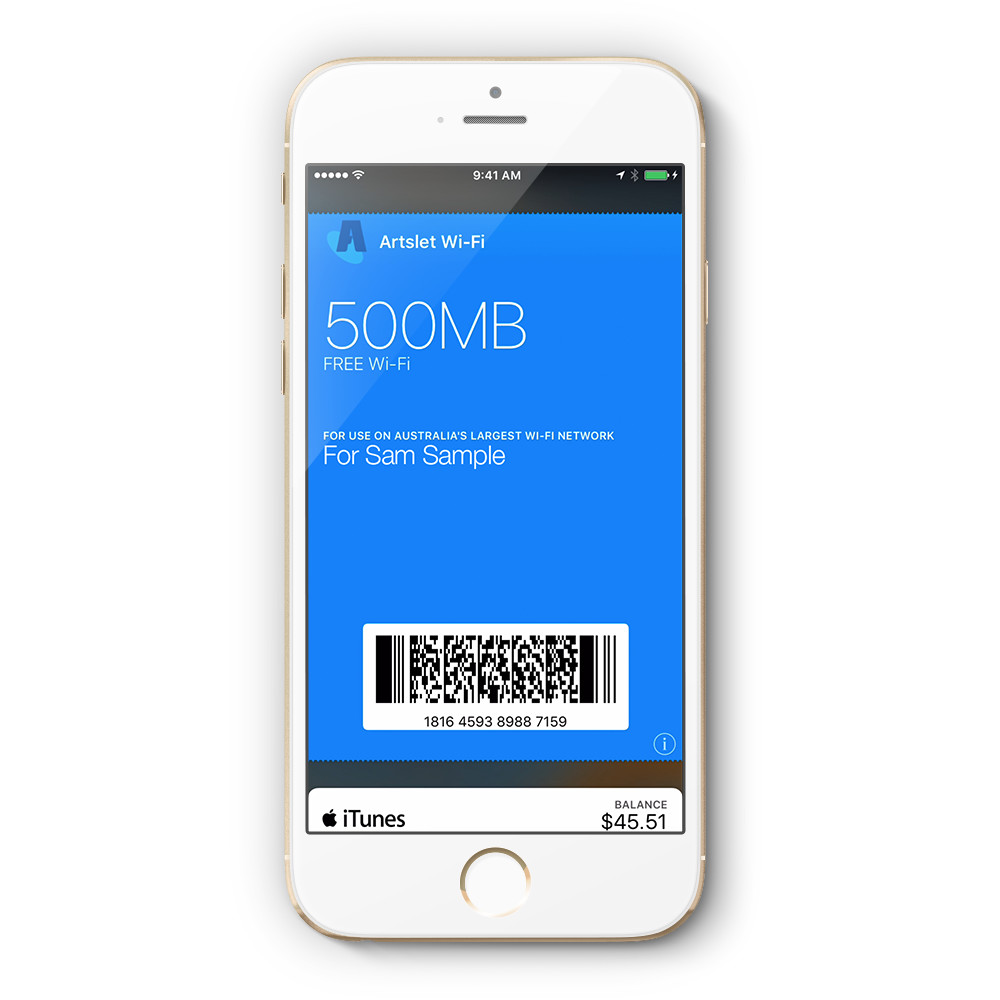 9:41 AM
Artslet Wi-Fi
500MB
FREE Wi-Fi
FOR USE ON AUSTRALIA'S LARGEST WI-FI NETWORK
For Sam Sample
1816 4593 8988 7159
i
BALANCE
iTunes $45.51